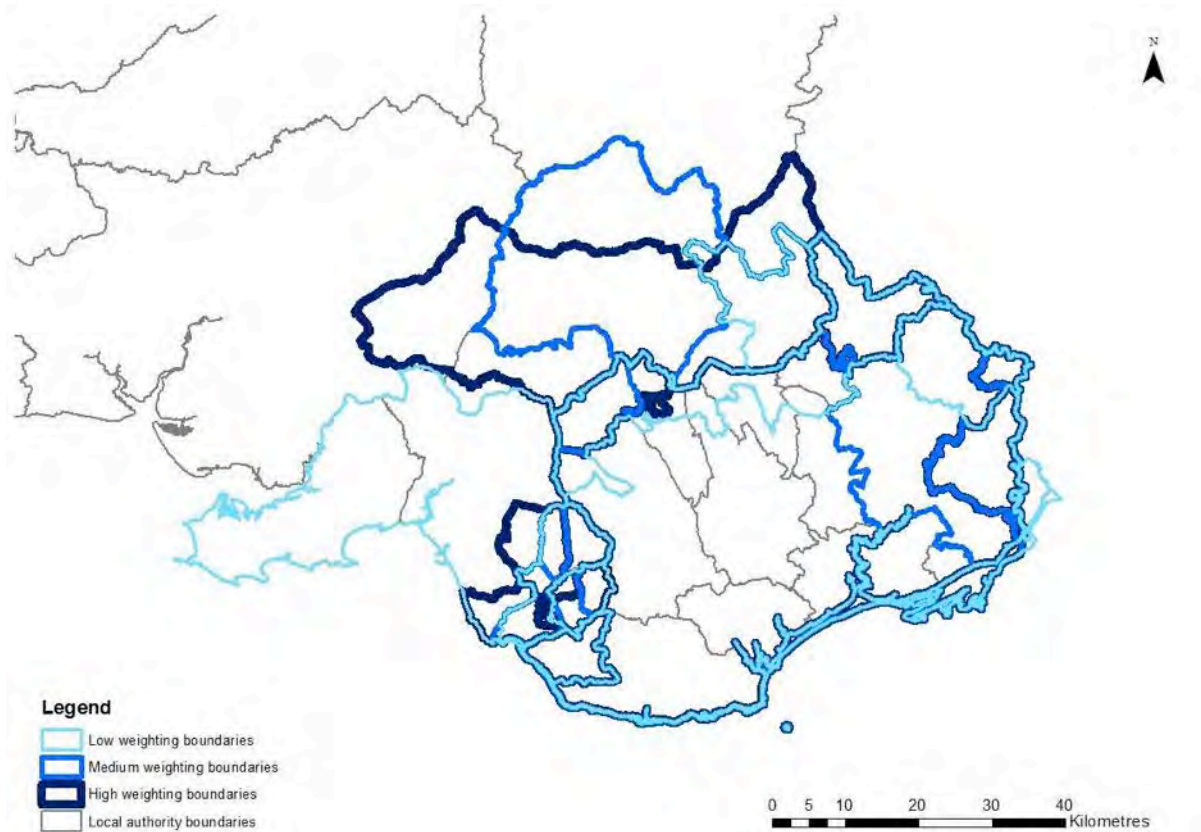 N
Legend
Low weighting boundaries
Medium weighting boundaries
High weighting boundaries
Local authority boundaries
0 5 10 20 30 40
Kilometres